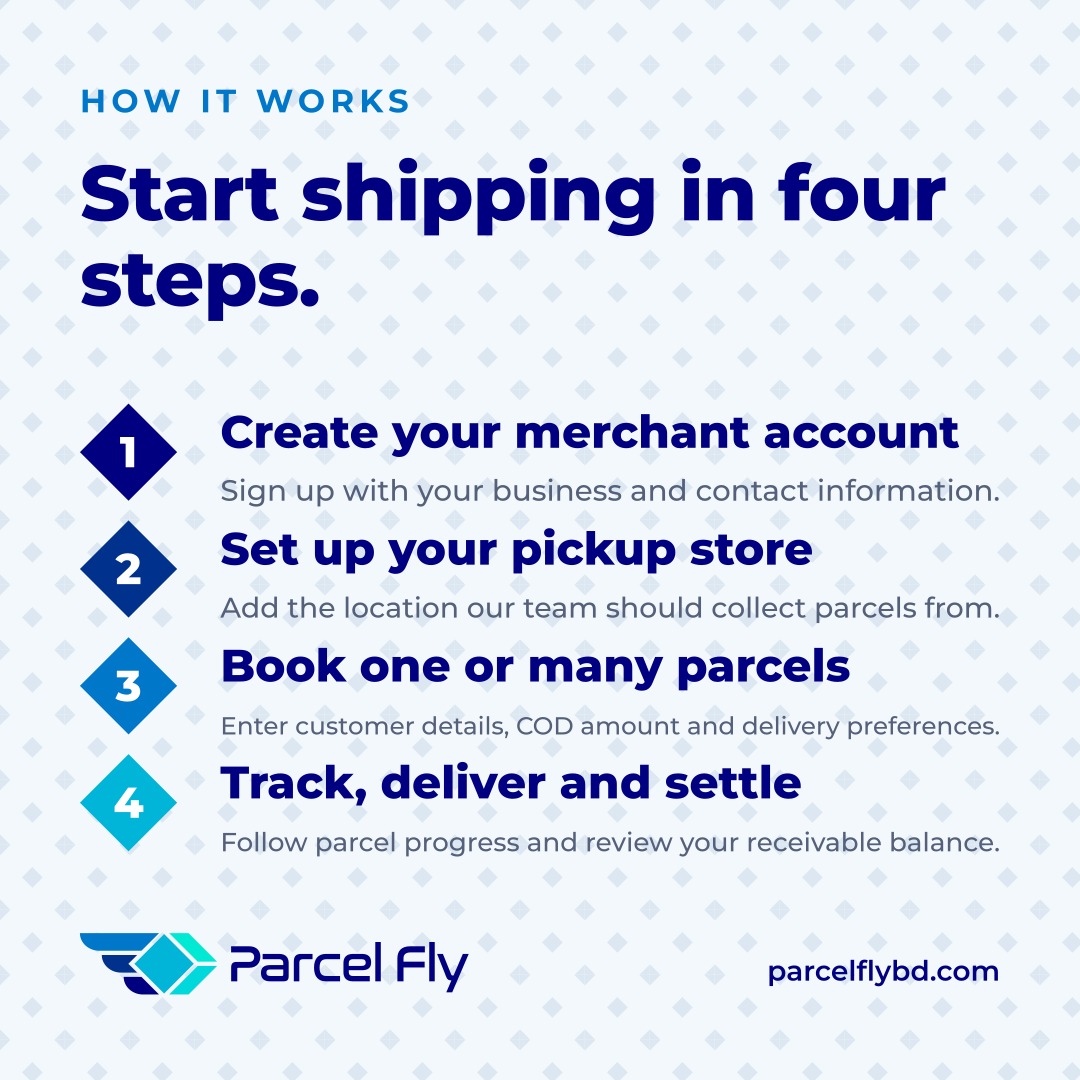 HOW IT WORKS
Start shipping in four
steps.
1
Create your merchant account
Sign up with your business and contact information.
2
Set up your pickup store
Add the location our team should collect parcels from.
3
Book one or many parcels
Enter customer details, COD amount and delivery preferences.
4
Track, deliver and settle
Follow parcel progress and review your receivable balance.
Parcel Fly
parcelflybd.com